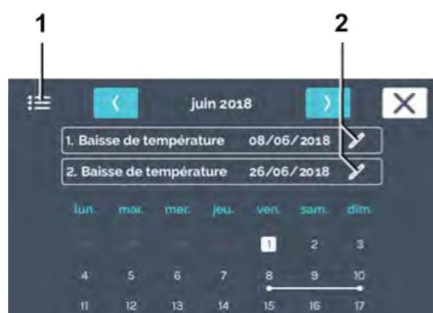 1 2
juin 2018
1. Baisse de température 08/06/2018
2. Baisse de température 26/06/2018
lun. mar. mer. jeu. ven. sam. dim.
1 2 3
4 5 6 7 8 9 10
11 12 13 14 15 16 17